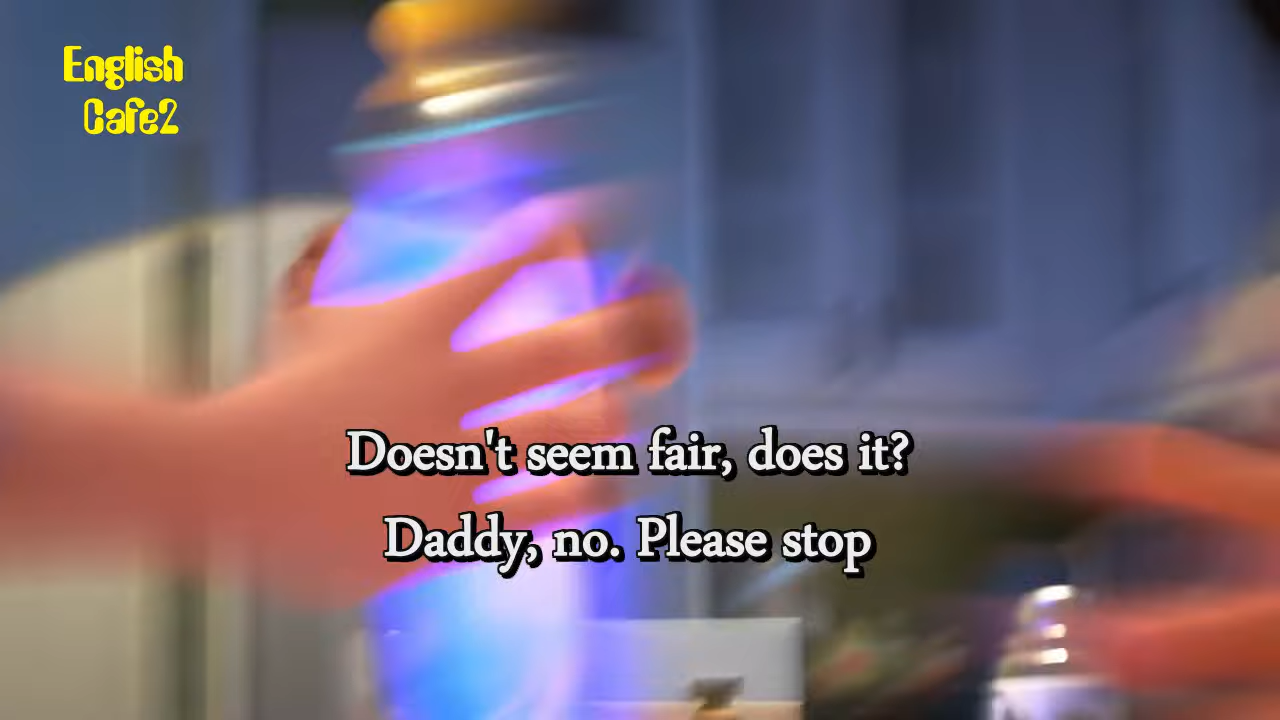 English
Cafe2
Doesn't seem fair, does it?
Daddy, no. Please stop